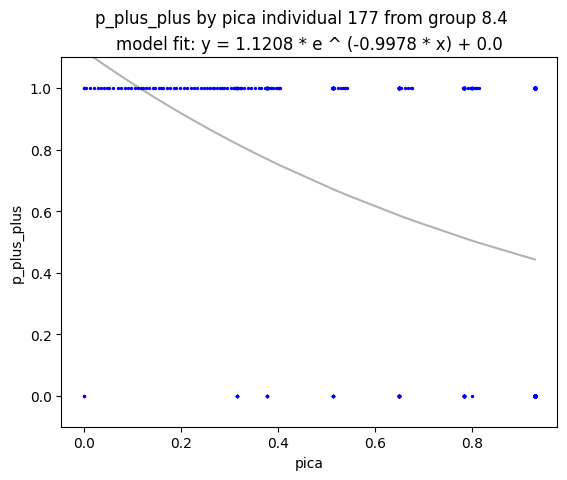 p_plus_plus by pica individual 177 from group 8.4
model fit: y = 1.1208 * e ^ (-0.9978 * x) + 0.0
1.0
0.8
0.6
0.4
0.2
0.0
p_plus_plus
0.0 0.2 0.4 0.6 0.8
pica